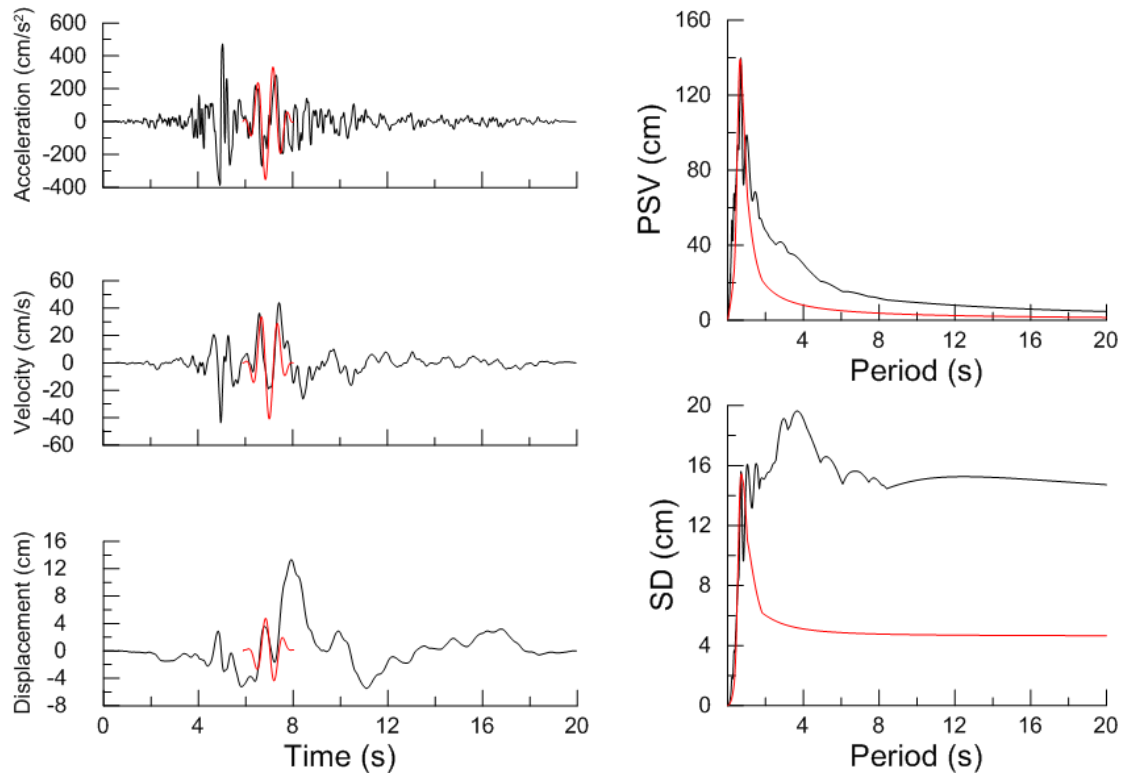 Acceleration (cm/s²)
600
400
200
0
-200
-400
Velocity (cm/s)
60
40
20
0
-20
-40
-60
Displacement (cm)
16
12
8
4
0
-4
-8
0 4 8 12 16 20
Time (s)
PSV (cm)
160
120
80
40
0
4 8 12 16 20
Period (s)
SD (cm)
20
16
12
8
4
0
4 8 12 16 20
Period (s)